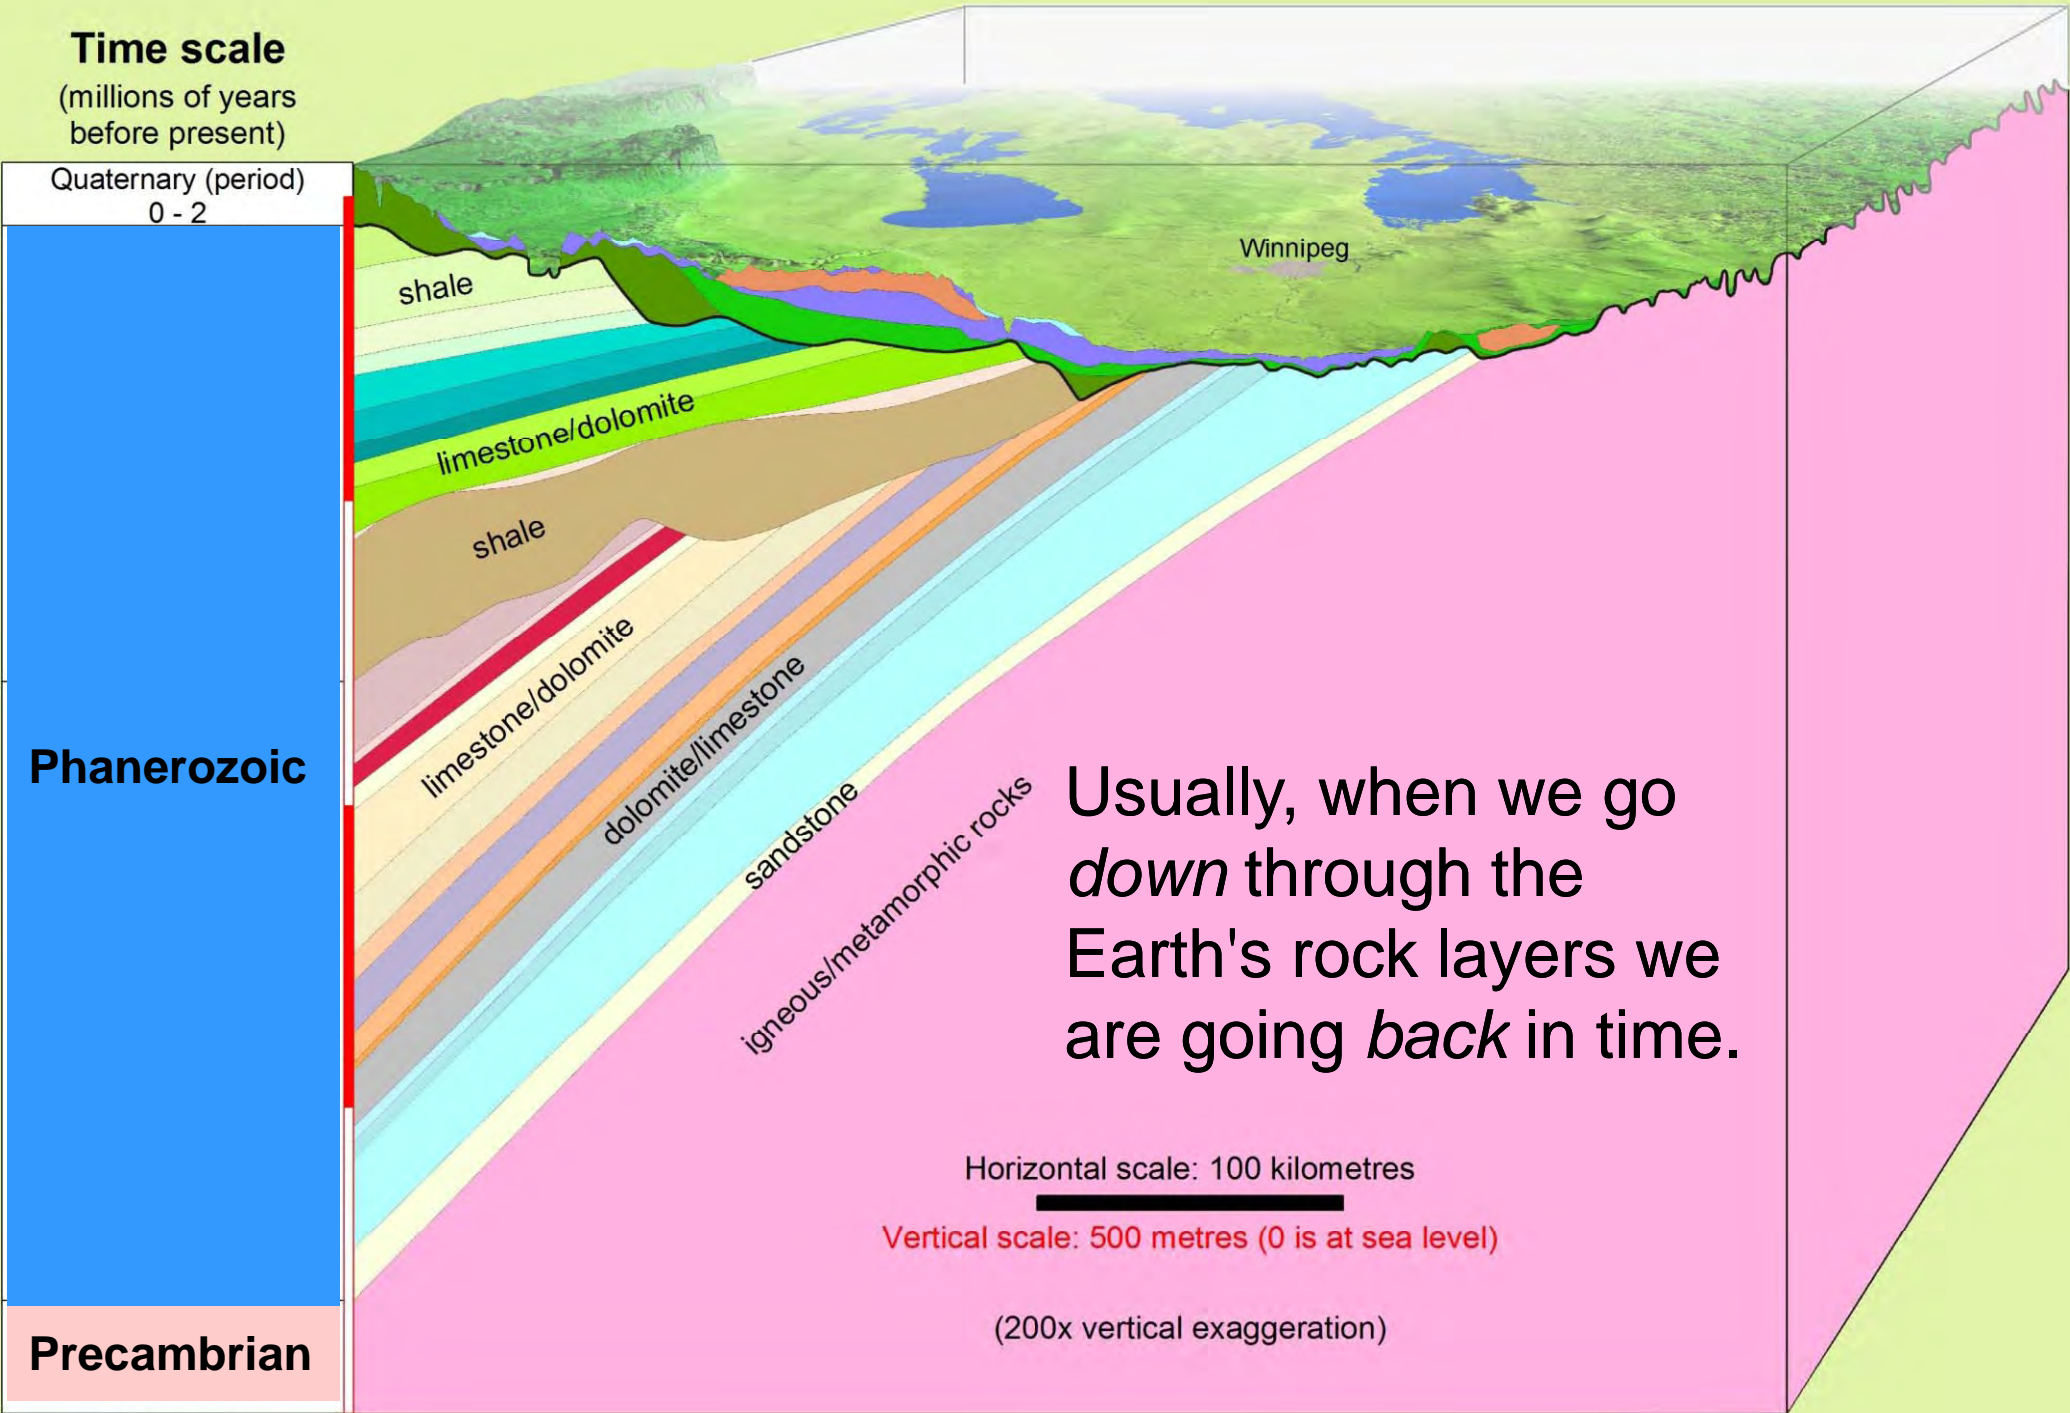 Time scale
(millions of years
before present)
Quaternary (period)
0 - 2
Phanerozoic
Precambrian
Winnipeg
shale
limestone/dolomite
shale
limestone/dolomite
dolomite/limestone
sandstone
igneous/metamorphic rocks
Usually, when we go
down through the
Earth's rock layers we
are going back in time.
Horizontal scale: 100 kilometres
Vertical scale: 500 metres (0 is at sea level)
(200x vertical exaggeration)